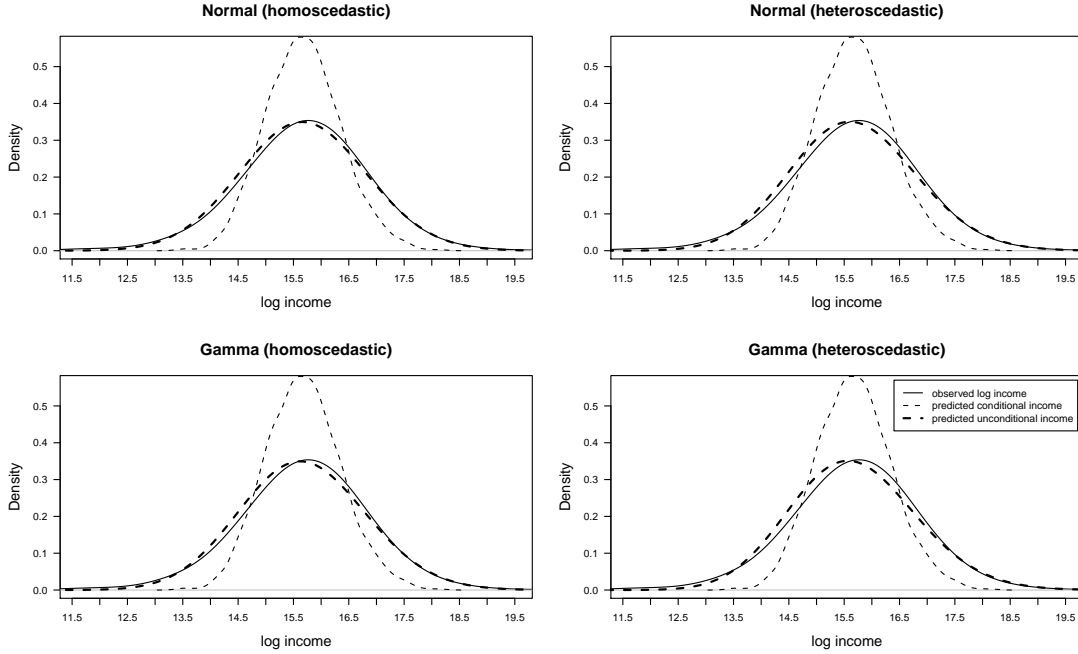 Normal (homoscedastic)
Density
0.5
0.4
0.3
0.2
0.1
0.0
11.5 12.5 13.5 14.5 15.5 16.5 17.5 18.5 19.5
log income
Normal (heteroscedastic)
Density
0.5
0.4
0.3
0.2
0.1
0.0
11.5 12.5 13.5 14.5 15.5 16.5 17.5 18.5 19.5
log income
Gamma (homoscedastic)
Density
0.5
0.4
0.3
0.2
0.1
0.0
11.5 12.5 13.5 14.5 15.5 16.5 17.5 18.5 19.5
log income
Gamma (heteroscedastic)
Density
0.5
0.4
0.3
0.2
0.1
0.0
observed log income
predicted conditional income
predicted unconditional income
11.5 12.5 13.5 14.5 15.5 16.5 17.5 18.5 19.5
log income